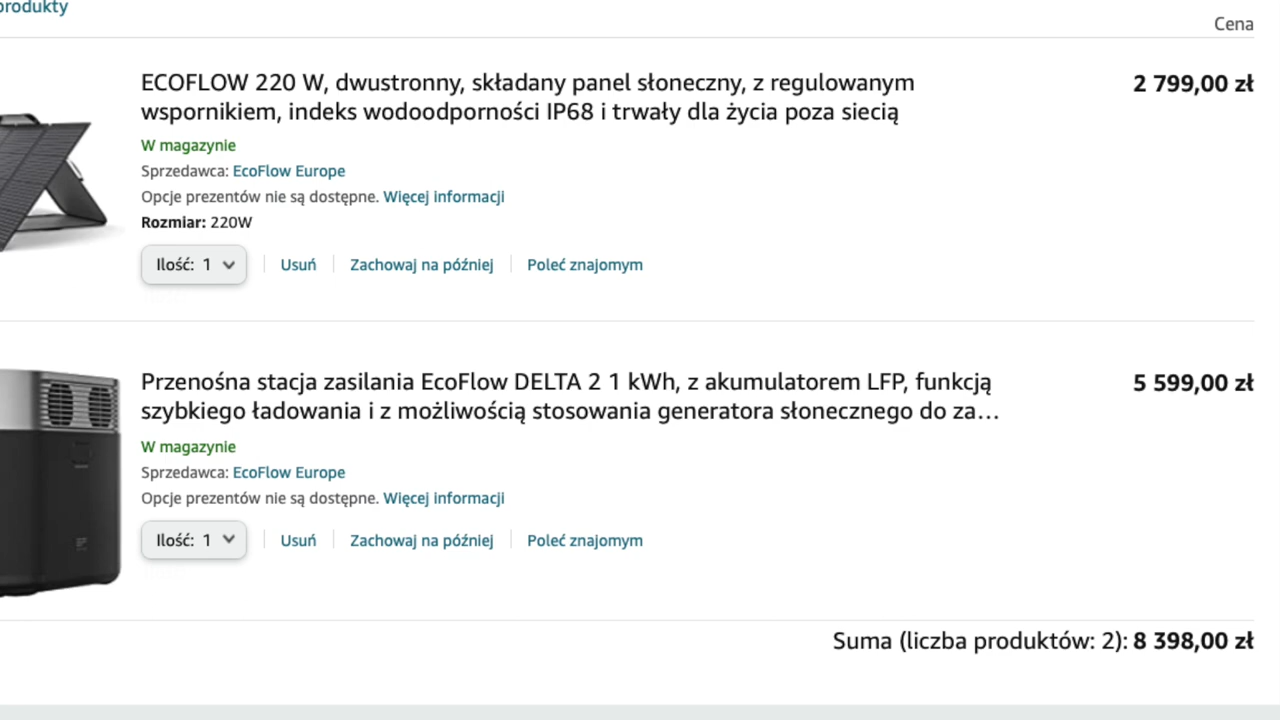 produkty
Cena
ECOFLOW 220 W, dwustronny, składany panel słoneczny, z regulowanym
2 799,00 zł
wspornikiem, indeks wodoodporności IP68 i trwały dla życia poza siecią
W magazynie
Sprzedawca: EcoFlow Europe
Opcje prezentów nie są dostępne. Więcej informacji
Rozmiar: 220W
Ilość: 1 Usuń Zachowaj na później Poleć znajomym
Przenośna stacja zasilania EcoFlow DELTA 2 1 kWh, z akumulatorem LFP, funkcją
5 599,00 zł
szybkiego ładowania i z możliwością stosowania generatora słonecznego do za…
W magazynie
Sprzedawca: EcoFlow Europe
Opcje prezentów nie są dostępne. Więcej informacji
Ilość: 1 Usuń Zachowaj na później Poleć znajomym
Suma (liczba produktów: 2): 8 398,00 zł